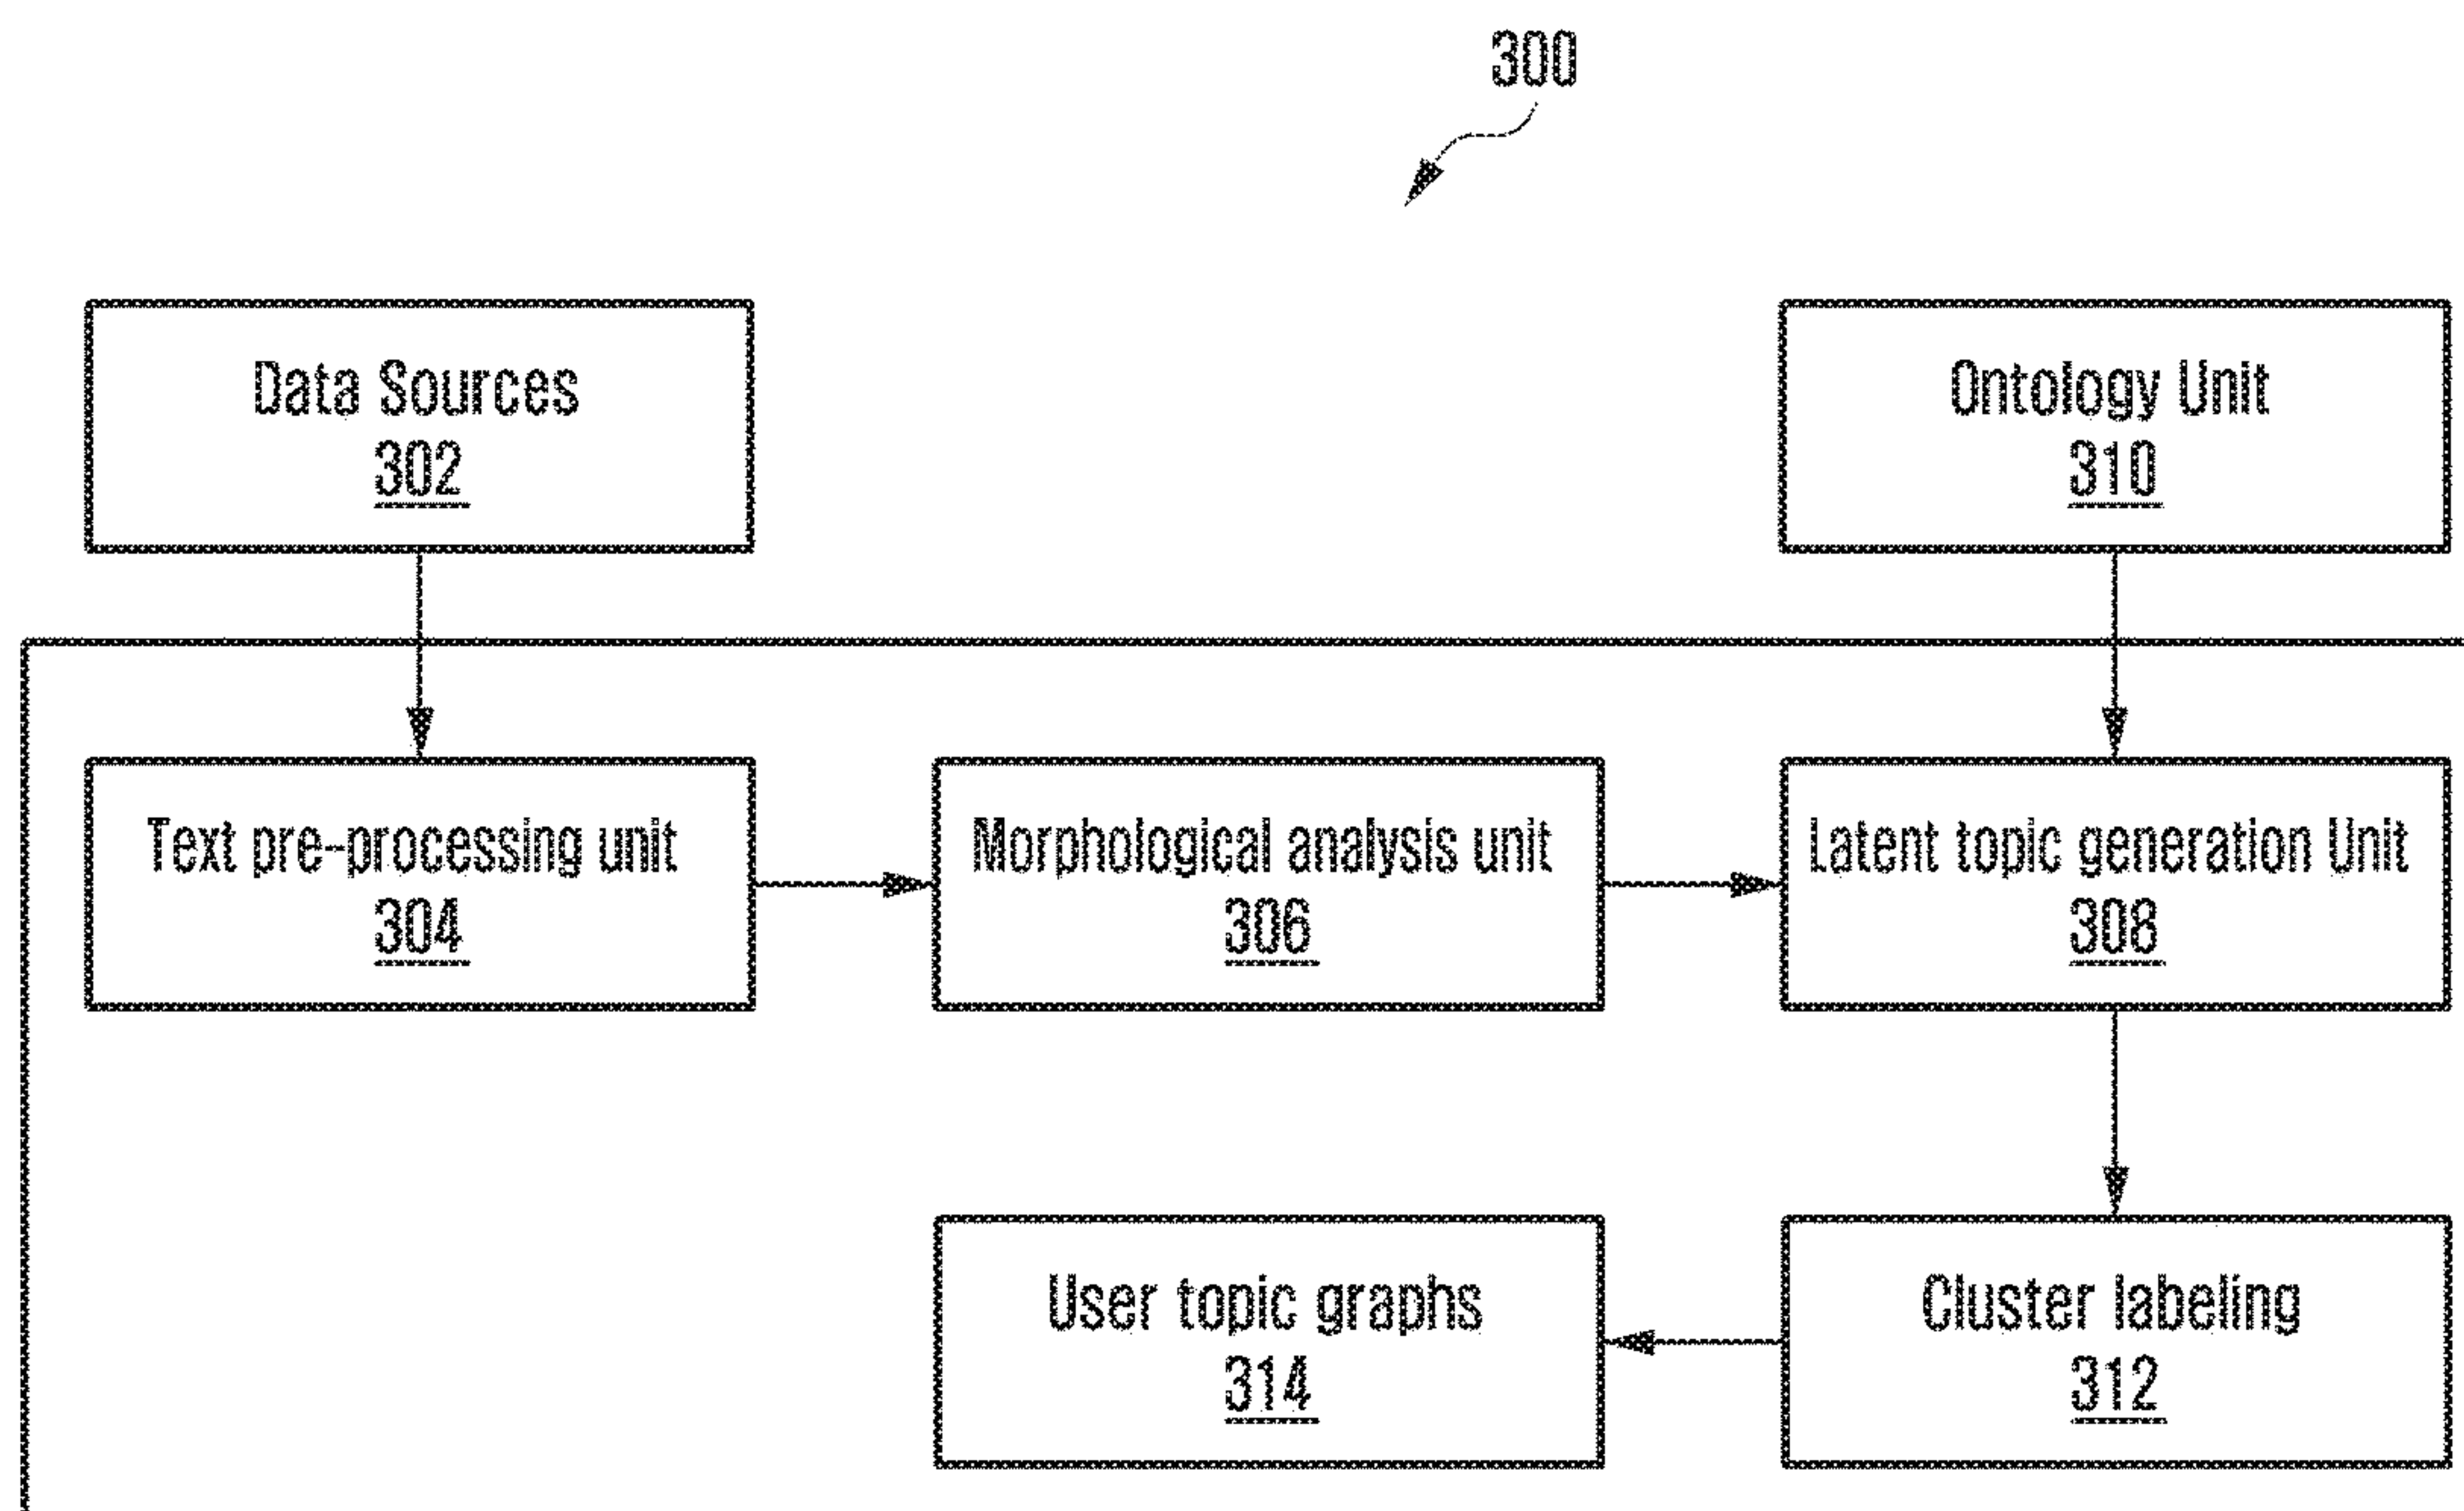 300
Data Sources
302
Ontology Unit
310
Text pre-processing unit
304
Morphological analysis unit
306
Latent topic generation Unit
308
User topic graphs
314
Cluster labeling
312